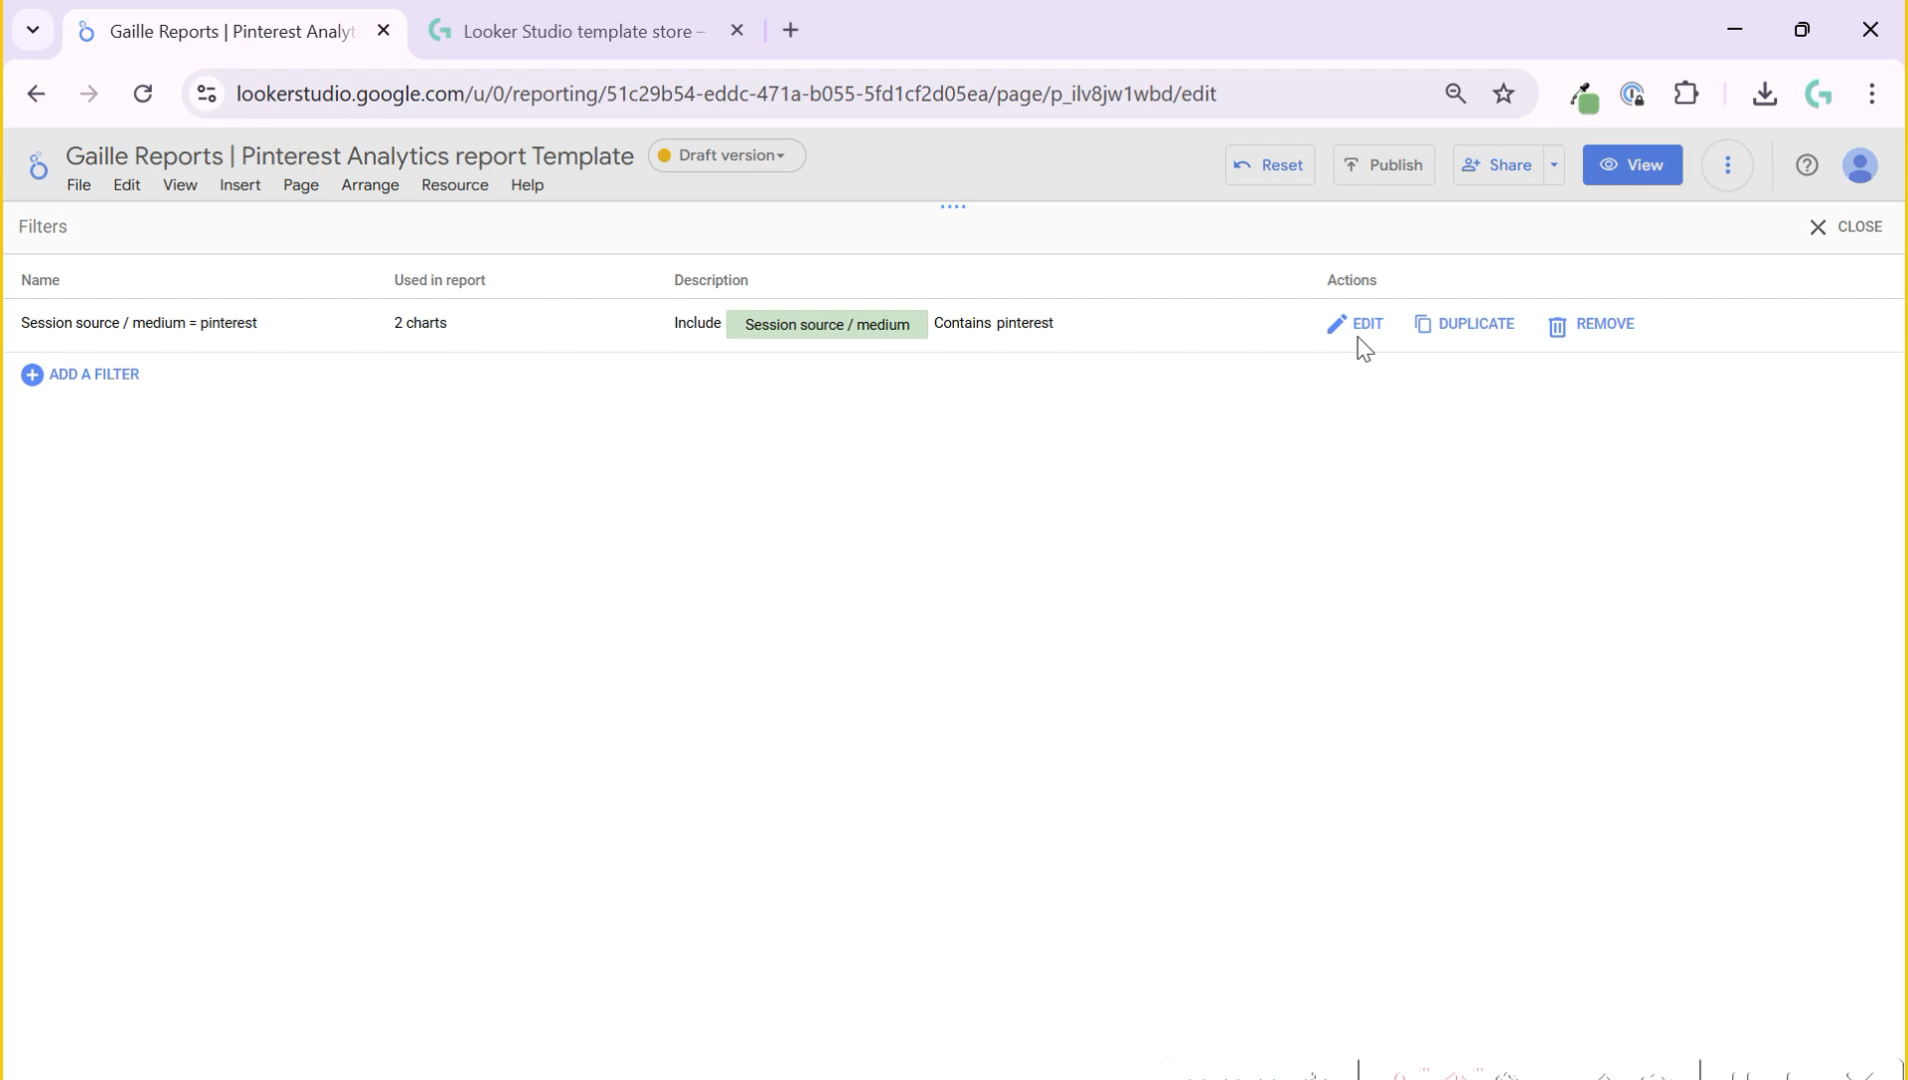 Gaille Reports | Pinterest Analyt
Looker Studio template store –
lookerstudio.google.com/u/0/reporting/51c29b54-eddc-471a-b055-5fd1cf2d05ea/page/p_ilv8jw1wbd/edit
Gaille Reports | Pinterest Analytics report Template
Draft version
File Edit View Insert Page Arrange Resource Help
Reset Publish Share View
Filters
CLOSE
Name Used in report Description Actions
Session source / medium = pinterest 2 charts Include Session source / medium Contains pinterest EDIT DUPLICATE REMOVE
ADD A FILTER